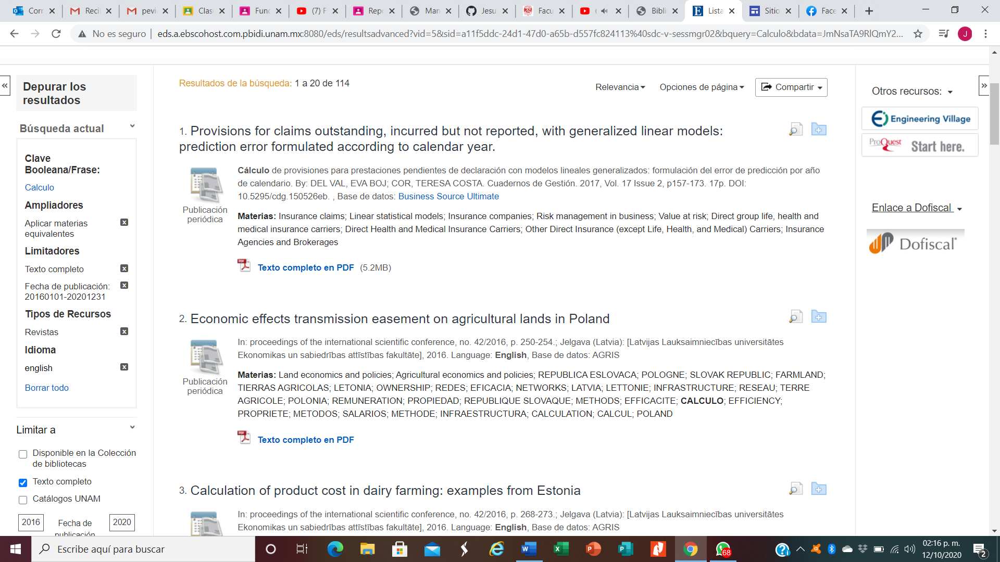 Corr
Recil
pevi
Clas
Func
(7) F
Repo
Man
Jesu
Facu
Bibli
Lista
Sitio
Face
No es seguro | eds.a.ebscohost.com.pbidi.unam.mx:8080/eds/resultsadvanced?vid=5&sid=a11f5ddc-24d1-47d0-a65b-d557fc824113%40sdc-v-sessmgr02&bquery=Calculo&bdata=JmNsaTA9RlQmY2...
J
Depurar los
resultados
Búsqueda actual
Clave
Booleana/Frase:
Calculo
Ampliadores
Aplicar materias
equivalentes
Limitadores
Texto completo
Fecha de publicación:
20160101-20201231
Tipos de Recursos
Revistas
Idioma
english
Borrar todo
Limitar a
Disponible en la Colección
de bibliotecas
Texto completo
Catálogos UNAM
2016
Fecha de
publicación
2020
Resultados de la búsqueda: 1 a 20 de 114
Relevancia
Opciones de página
Compartir
1. Provisions for claims outstanding, incurred but not reported, with generalized linear models:
prediction error formulated according to calendar year.
Publicación
periódica
Cálculo de provisiones para prestaciones pendientes de declaración con modelos lineales generalizados: formulación del error de predicción por año
de calendario. By: DEL VAL, EVA BOJ; COR, TERESA COSTA. Cuadernos de Gestión. 2017, Vol. 17 Issue 2, p157-173. 17p. DOI:
10.5295/cdg.150526eb. , Base de datos: Business Source Ultimate
Materias: Insurance claims; Linear statistical models; Insurance companies; Risk management in business; Value at risk; Direct group life, health and
medical insurance carriers; Direct Health and Medical Insurance Carriers; Other Direct Insurance (except Life, Health, and Medical) Carriers; Insurance
Agencies and Brokerages
Texto completo en PDF (5.2MB)
2. Economic effects transmission easement on agricultural lands in Poland
Publicación
periódica
In: proceedings of the international scientific conference, no. 42/2016, p. 250-254.; Jelgava (Latvia): [Latvijas Lauksaimniecības universitātes
Ekonomikas un sabiedrības attīstības fakultāte], 2016. Language: English, Base de datos: AGRIS
Materias: Land economics and policies; Agricultural economics and policies; REPUBLICA ESLOVACA; POLOGNE; SLOVAK REPUBLIC; FARMLAND;
TIERRAS AGRICOLAS; LETONIA; OWNERSHIP; REDES; EFICACIA; NETWORKS; LATVIA; LETTONIE; INFRASTRUCTURE; RESEAU; TERRE
AGRICOLE; POLONIA; REMUNERATION; PROPIEDAD; REPUBLIQUE SLOVAQUE; METHODS; EFFICACITE; CALCULO; EFFICIENCY;
PROPRIETE; METODOS; SALARIOS; METHODE; INFRAESTRUCTURA; CALCULATION; CALCUL; POLAND
Texto completo en PDF
3. Calculation of product cost in dairy farming: examples from Estonia
In: proceedings of the international scientific conference, no. 42/2016, p. 268-273.; Jelgava (Latvia): [Latvijas Lauksaimniecības universitātes
Ekonomikas un sabiedrības attīstības fakultāte], 2016. Language: English, Base de datos: AGRIS
Otros recursos:
Engineering Village
ProQuest Start here.
Enlace a Dofiscal
Dofiscal
Escribe aquí para buscar
68
02:16 p. m.
12/10/2020
2